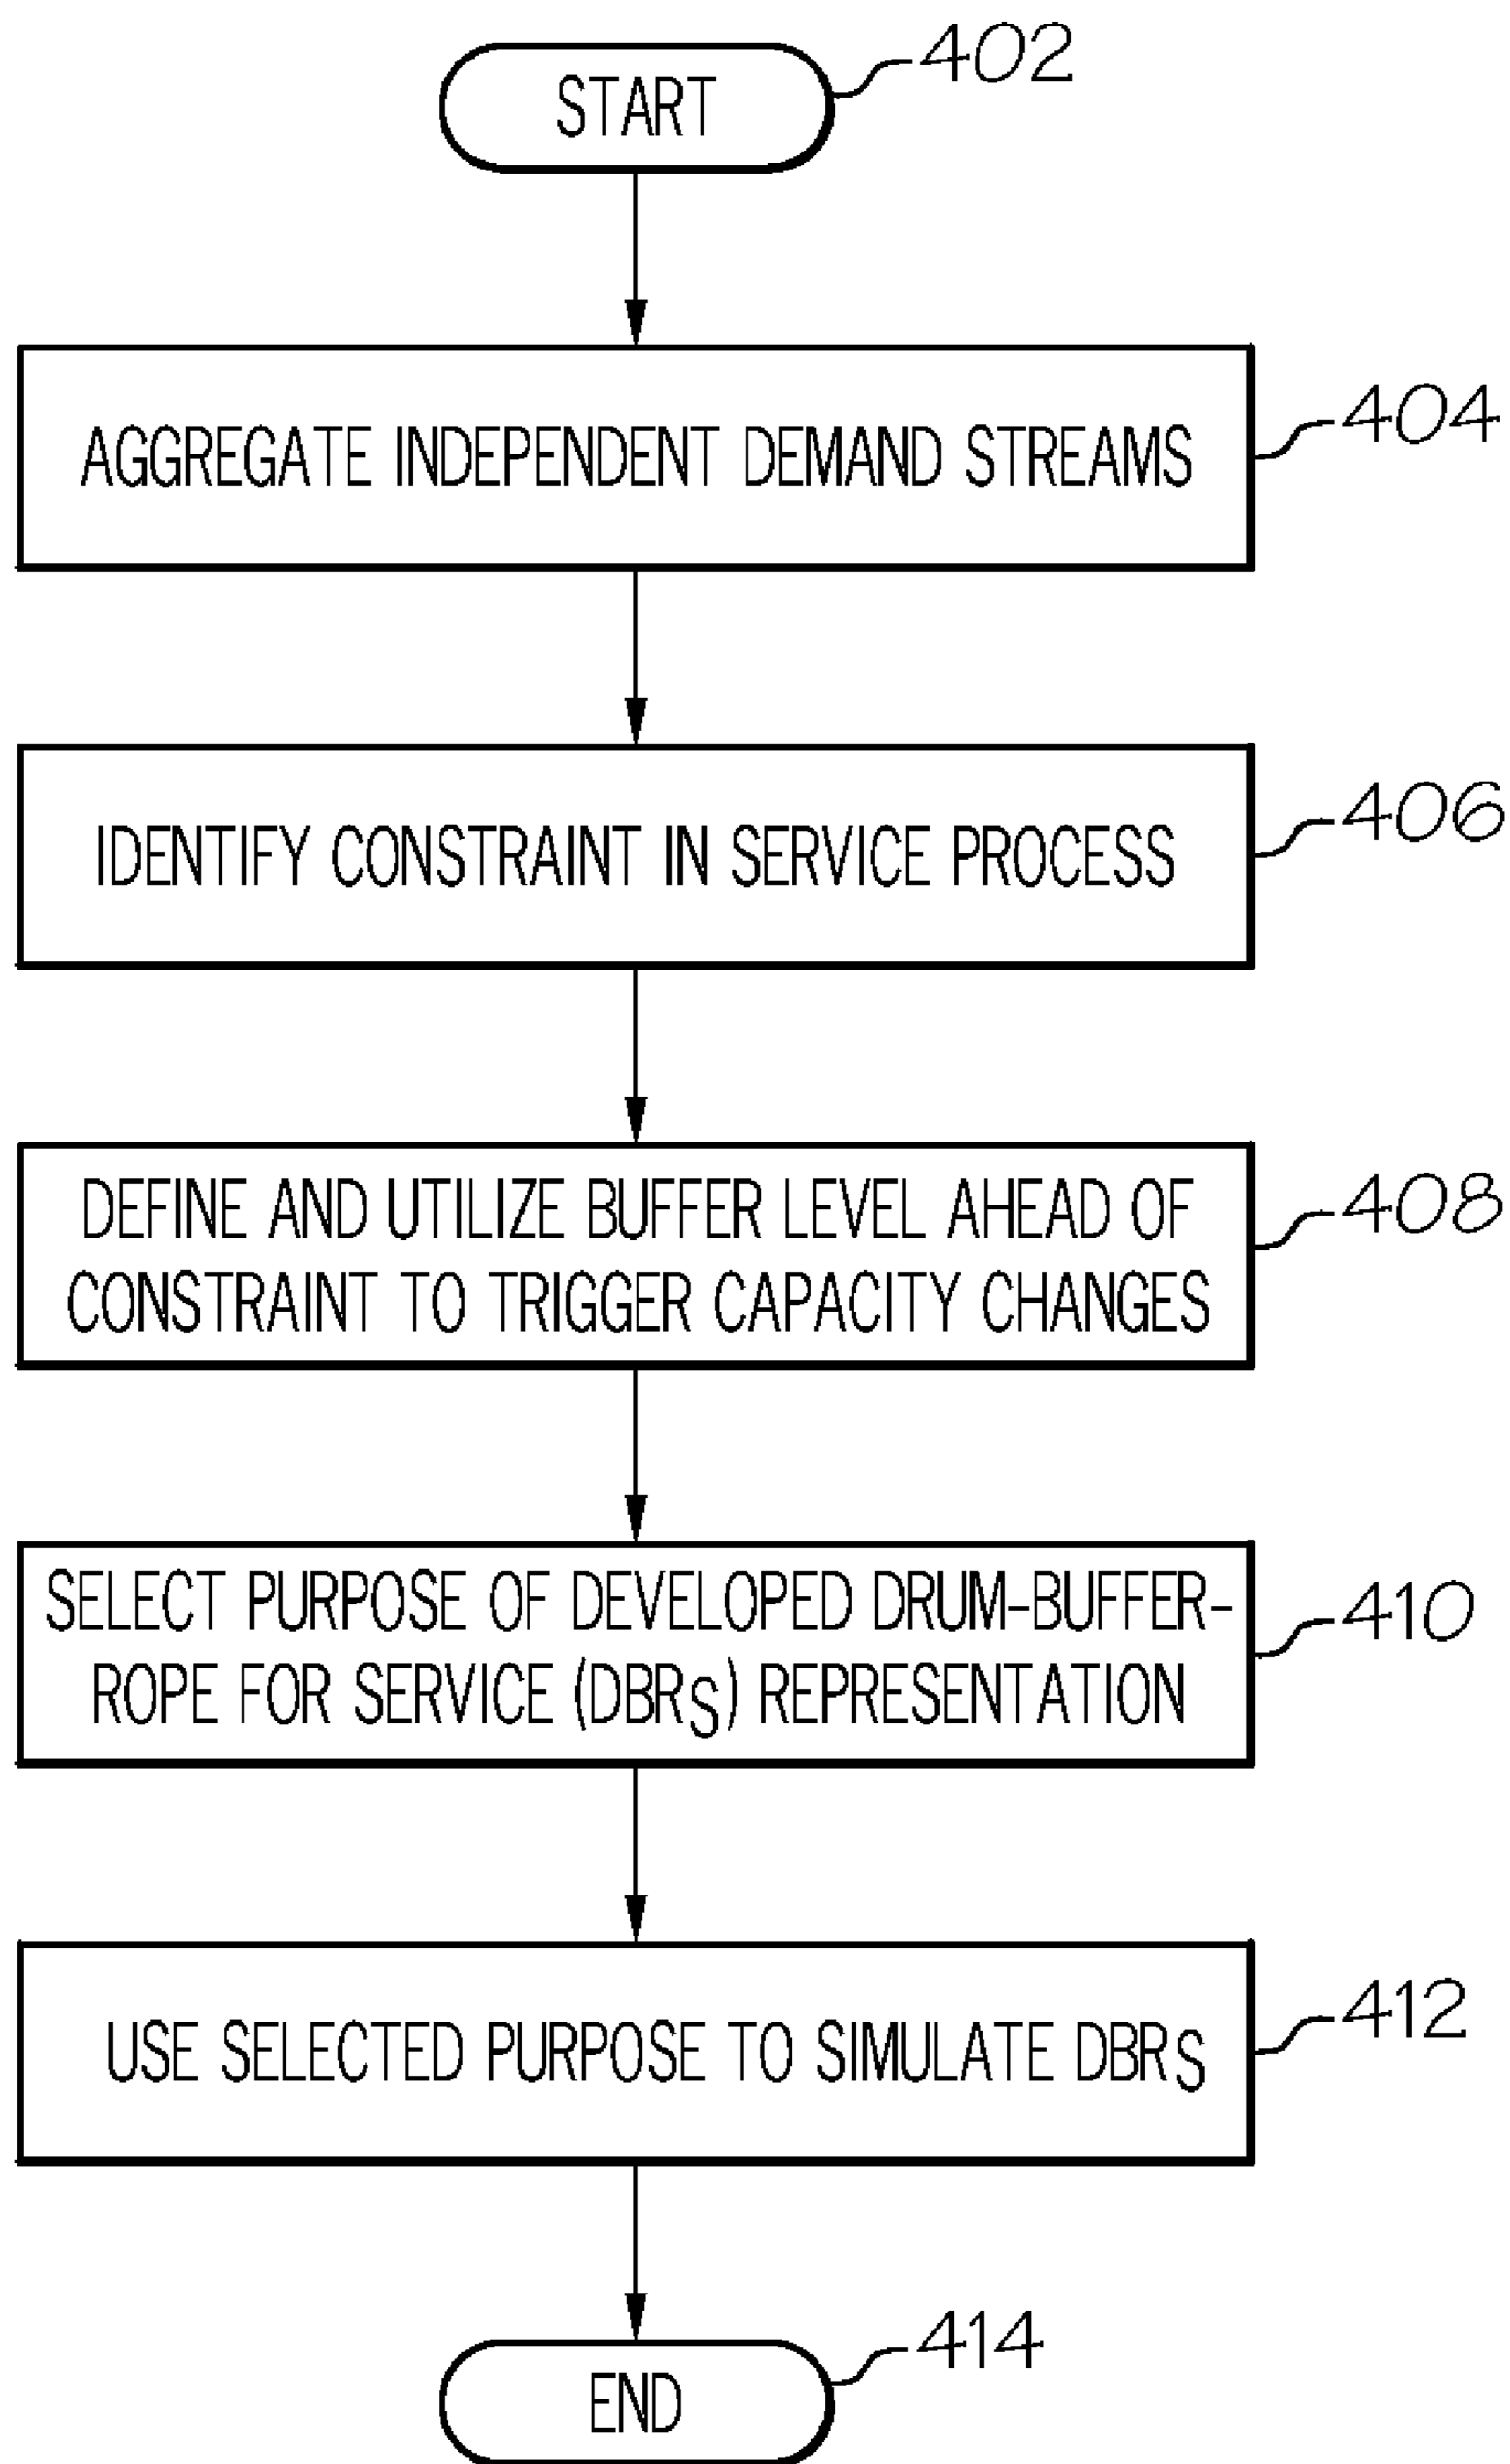 START
402
AGGREGATE INDEPENDENT DEMAND STREAMS
404
IDENTIFY CONSTRAINT IN SERVICE PROCESS
406
DEFINE AND UTILIZE BUFFER LEVEL AHEAD OF
CONSTRAINT TO TRIGGER CAPACITY CHANGES
408
SELECT PURPOSE OF DEVELOPED DRUM-BUFFER-
ROPE FOR SERVICE (DBRS) REPRESENTATION
410
USE SELECTED PURPOSE TO SIMULATE DBRS
412
END
414